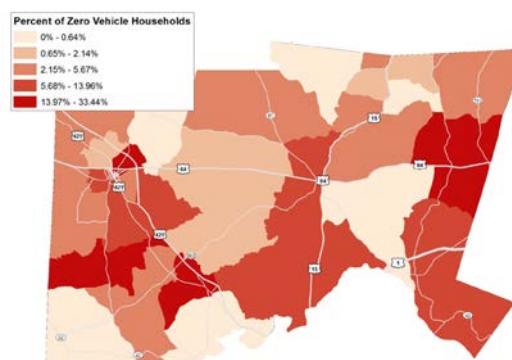 Percent of Zero Vehicle Households
0% - 0.64%
0.65% - 2.14%
2.15% - 5.67%
5.68% - 13.96%
13.97% - 33.44%
15
421
64
64
64
421
421
1
15